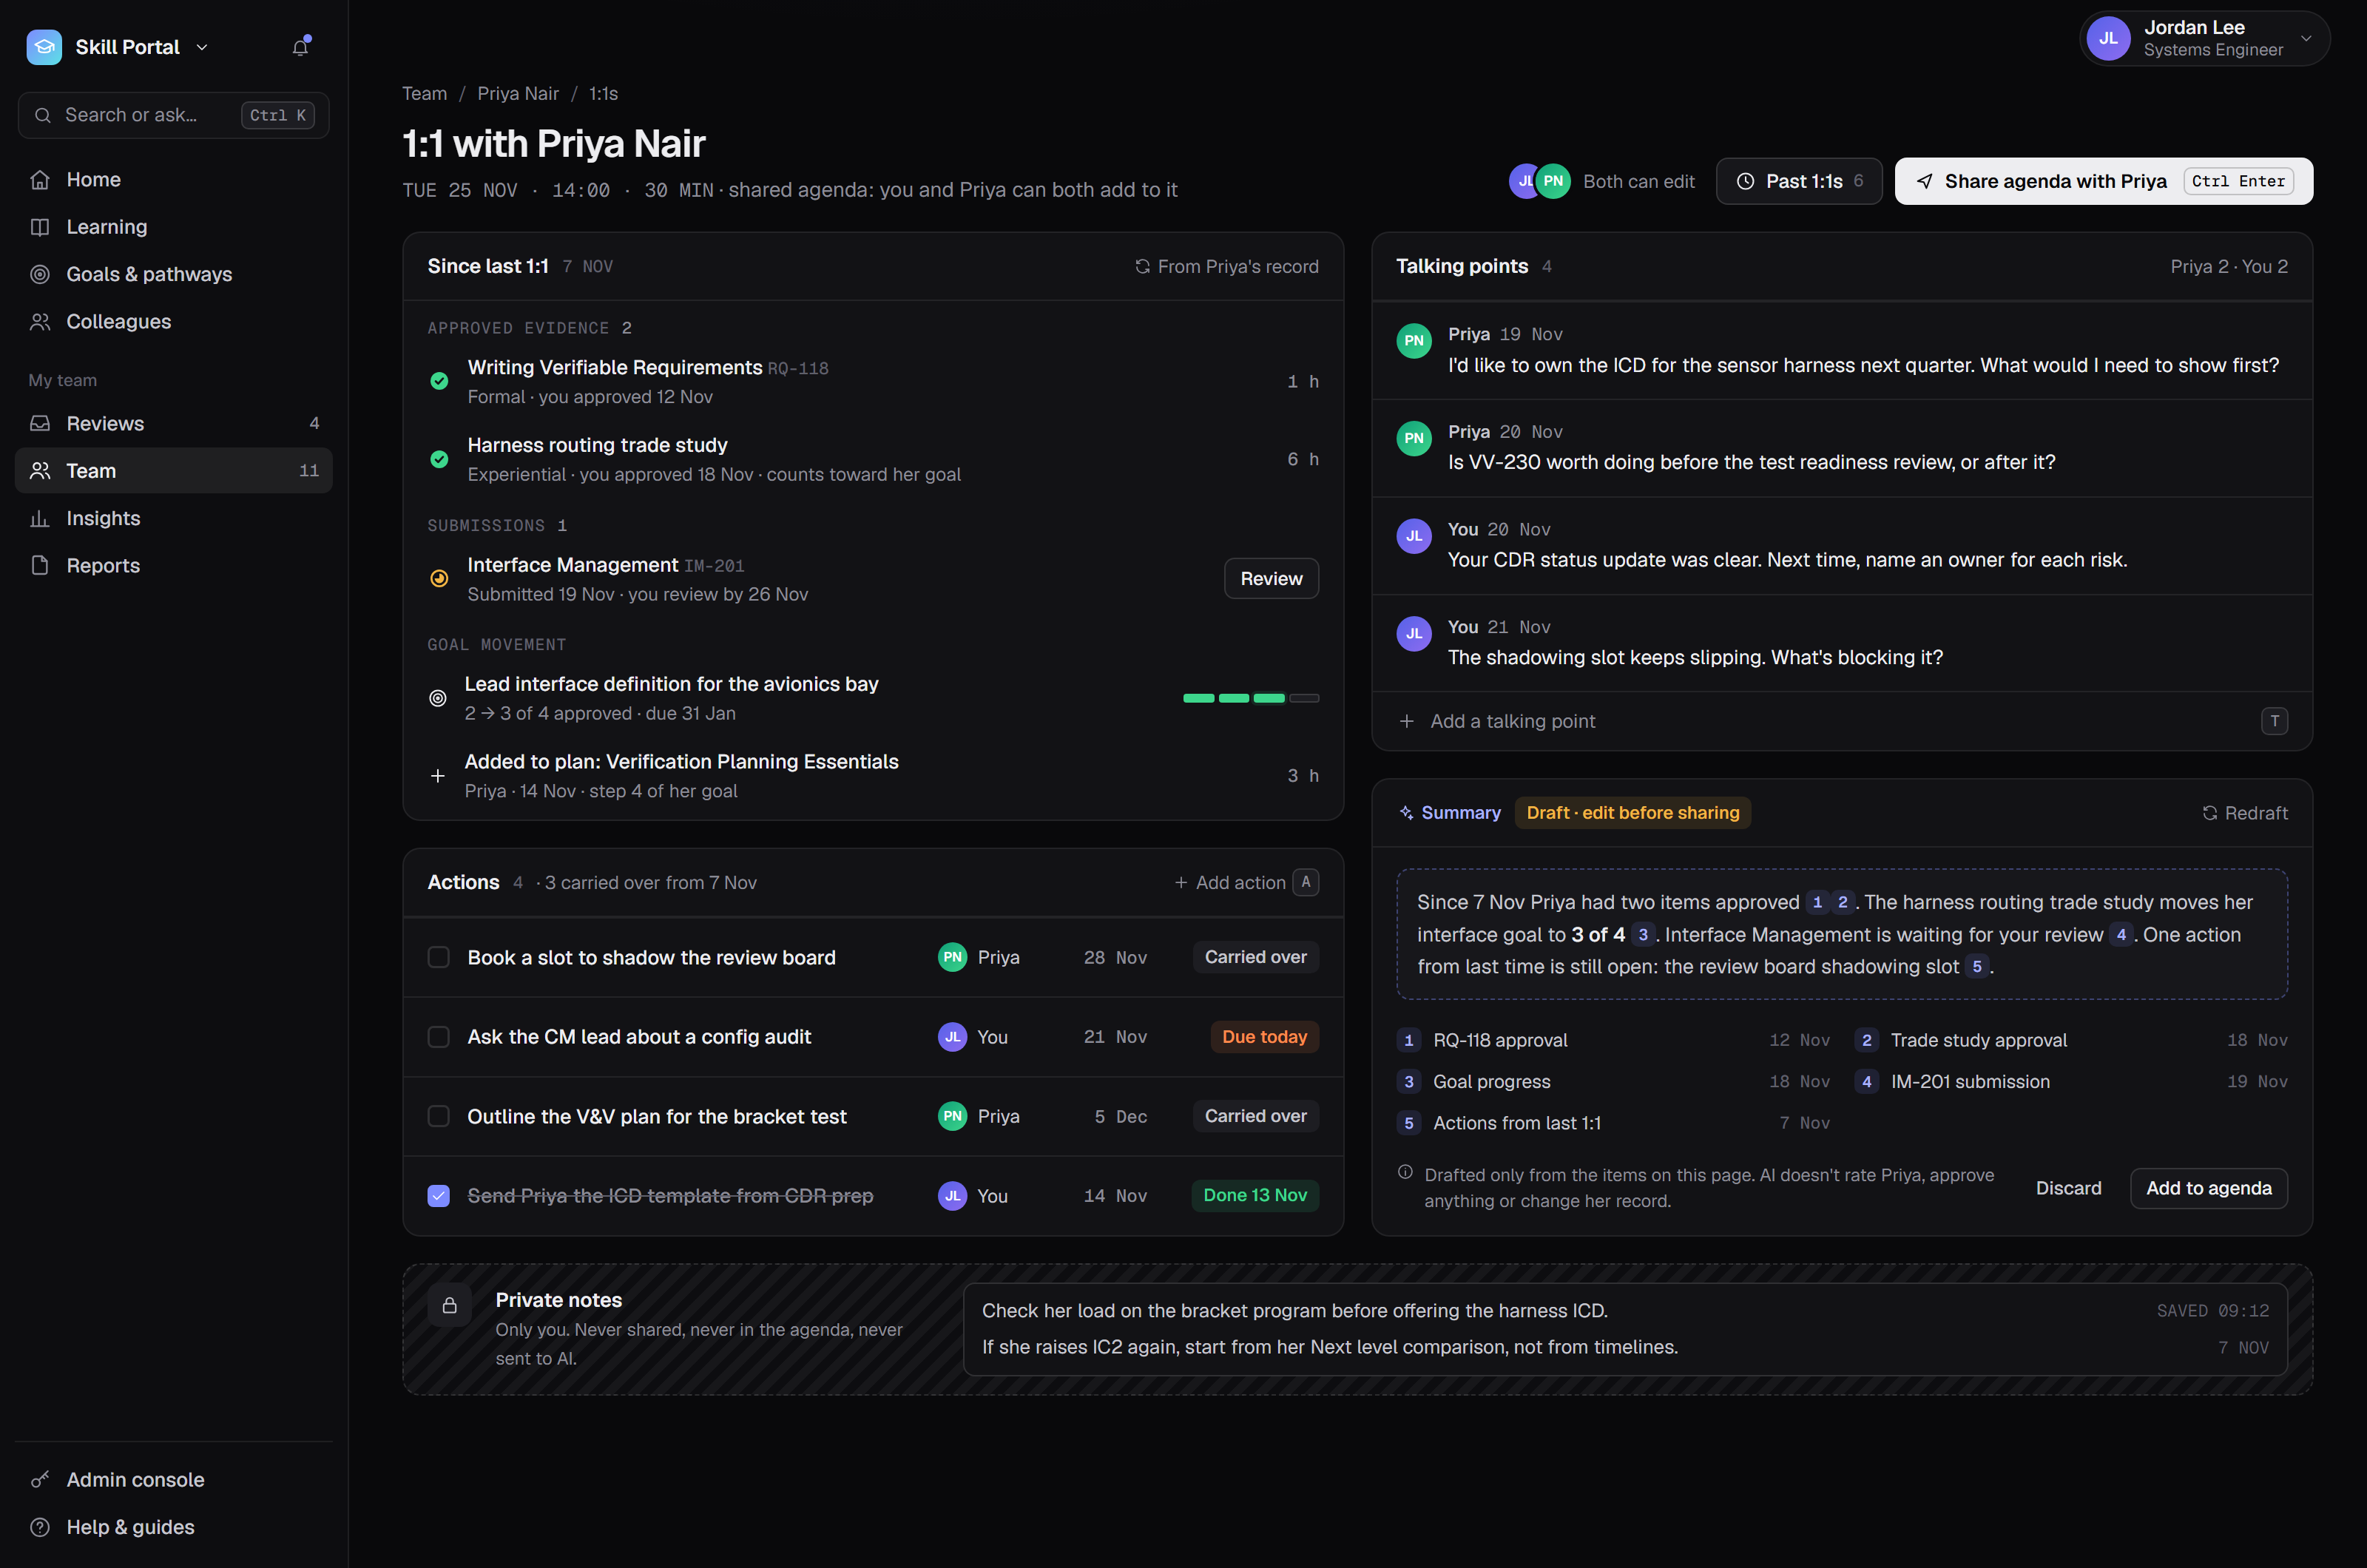 Skill Portal
Search or ask...
Ctrl K
Home
Learning
Goals & pathways
Colleagues
My team
Reviews 4
Team 11
Insights
Reports
Admin console
Help & guides
JL
Jordan Lee
Systems Engineer
Team / Priya Nair / 1:1s
1:1 with Priya Nair
TUE 25 NOV · 14:00 · 30 MIN · shared agenda: you and Priya can both add to it
JL PN Both can edit
Past 1:1s 6
Share agenda with Priya Ctrl Enter
Since last 1:1 7 NOV
From Priya's record
APPROVED EVIDENCE 2
Writing Verifiable Requirements RQ-118
Formal · you approved 12 Nov
1 h
Harness routing trade study
Experiential · you approved 18 Nov · counts toward her goal
6 h
SUBMISSIONS 1
Interface Management IM-201
Submitted 19 Nov · you review by 26 Nov
Review
GOAL MOVEMENT
Lead interface definition for the avionics bay
2 → 3 of 4 approved · due 31 Jan
Added to plan: Verification Planning Essentials
Priya · 14 Nov · step 4 of her goal
3 h
Actions 4 · 3 carried over from 7 Nov
+ Add action A
Book a slot to shadow the review board PN Priya 28 Nov Carried over
Ask the CM lead about a config audit JL You 21 Nov Due today
Outline the V&V plan for the bracket test PN Priya 5 Dec Carried over
Send Priya the ICD template from CDR prep JL You 14 Nov Done 13 Nov
Talking points 4
Priya 2 · You 2
PN
Priya 19 Nov
I'd like to own the ICD for the sensor harness next quarter. What would I need to show first?
PN
Priya 20 Nov
Is VV-230 worth doing before the test readiness review, or after it?
JL
You 20 Nov
Your CDR status update was clear. Next time, name an owner for each risk.
JL
You 21 Nov
The shadowing slot keeps slipping. What's blocking it?
+ Add a talking point T
Summary
Draft · edit before sharing
Redraft
Since 7 Nov Priya had two items approved 1 2 . The harness routing trade study moves her
interface goal to 3 of 4 3 . Interface Management is waiting for your review 4 . One action
from last time is still open: the review board shadowing slot 5 .
1 RQ-118 approval 12 Nov
2 Trade study approval 18 Nov
3 Goal progress 18 Nov
4 IM-201 submission 19 Nov
5 Actions from last 1:1 7 Nov
Drafted only from the items on this page. AI doesn't rate Priya, approve
anything or change her record.
Discard
Add to agenda
Private notes
Only you. Never shared, never in the agenda, never
sent to AI.
Check her load on the bracket program before offering the harness ICD. SAVED 09:12
If she raises IC2 again, start from her Next level comparison, not from timelines. 7 NOV